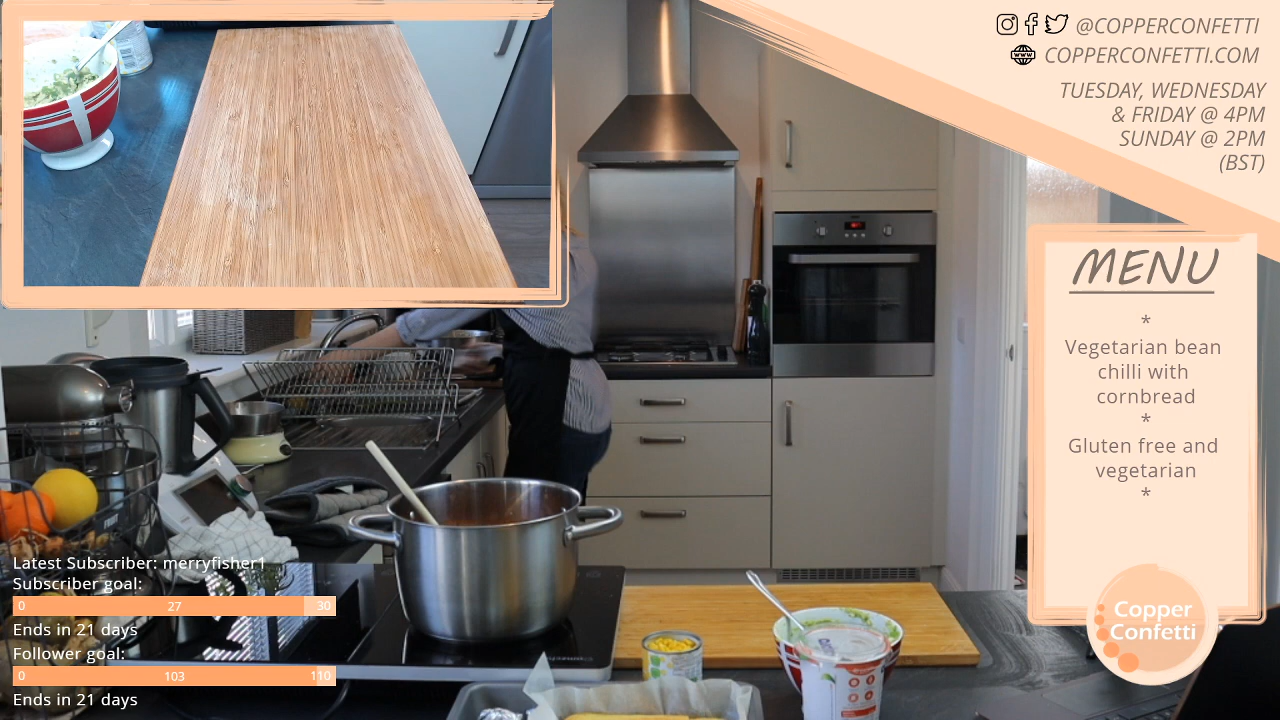 @COPPERCONFETTI
COPPERCONFETTI.COM
TUESDAY, WEDNESDAY
& FRIDAY @ 4PM
SUNDAY @ 2PM
(BST)
MENU
*
Vegetarian bean
chilli with
cornbread
*
Gluten free and
vegetarian
*
Copper
Confetti
Latest Subscriber: merryfisher1
Subscriber goal:
0 27 30
Ends in 21 days
Follower goal:
0 103 110
Ends in 21 days